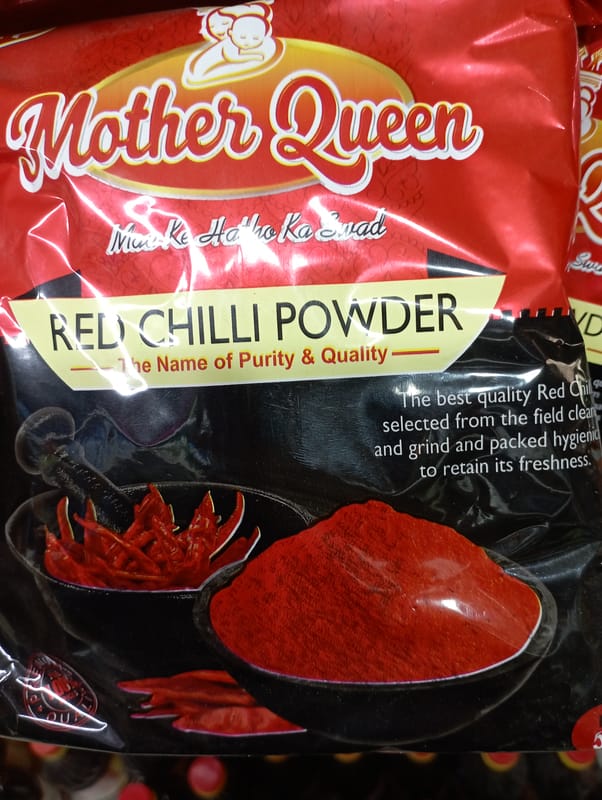 Mother Queen
Maa Ke Hatho Ka Swad
RED CHILLI POWDER
The Name of Purity & Quality
The best quality Red Chil
selected from the field clean
and grind and packed hygienic
to retain its freshness.